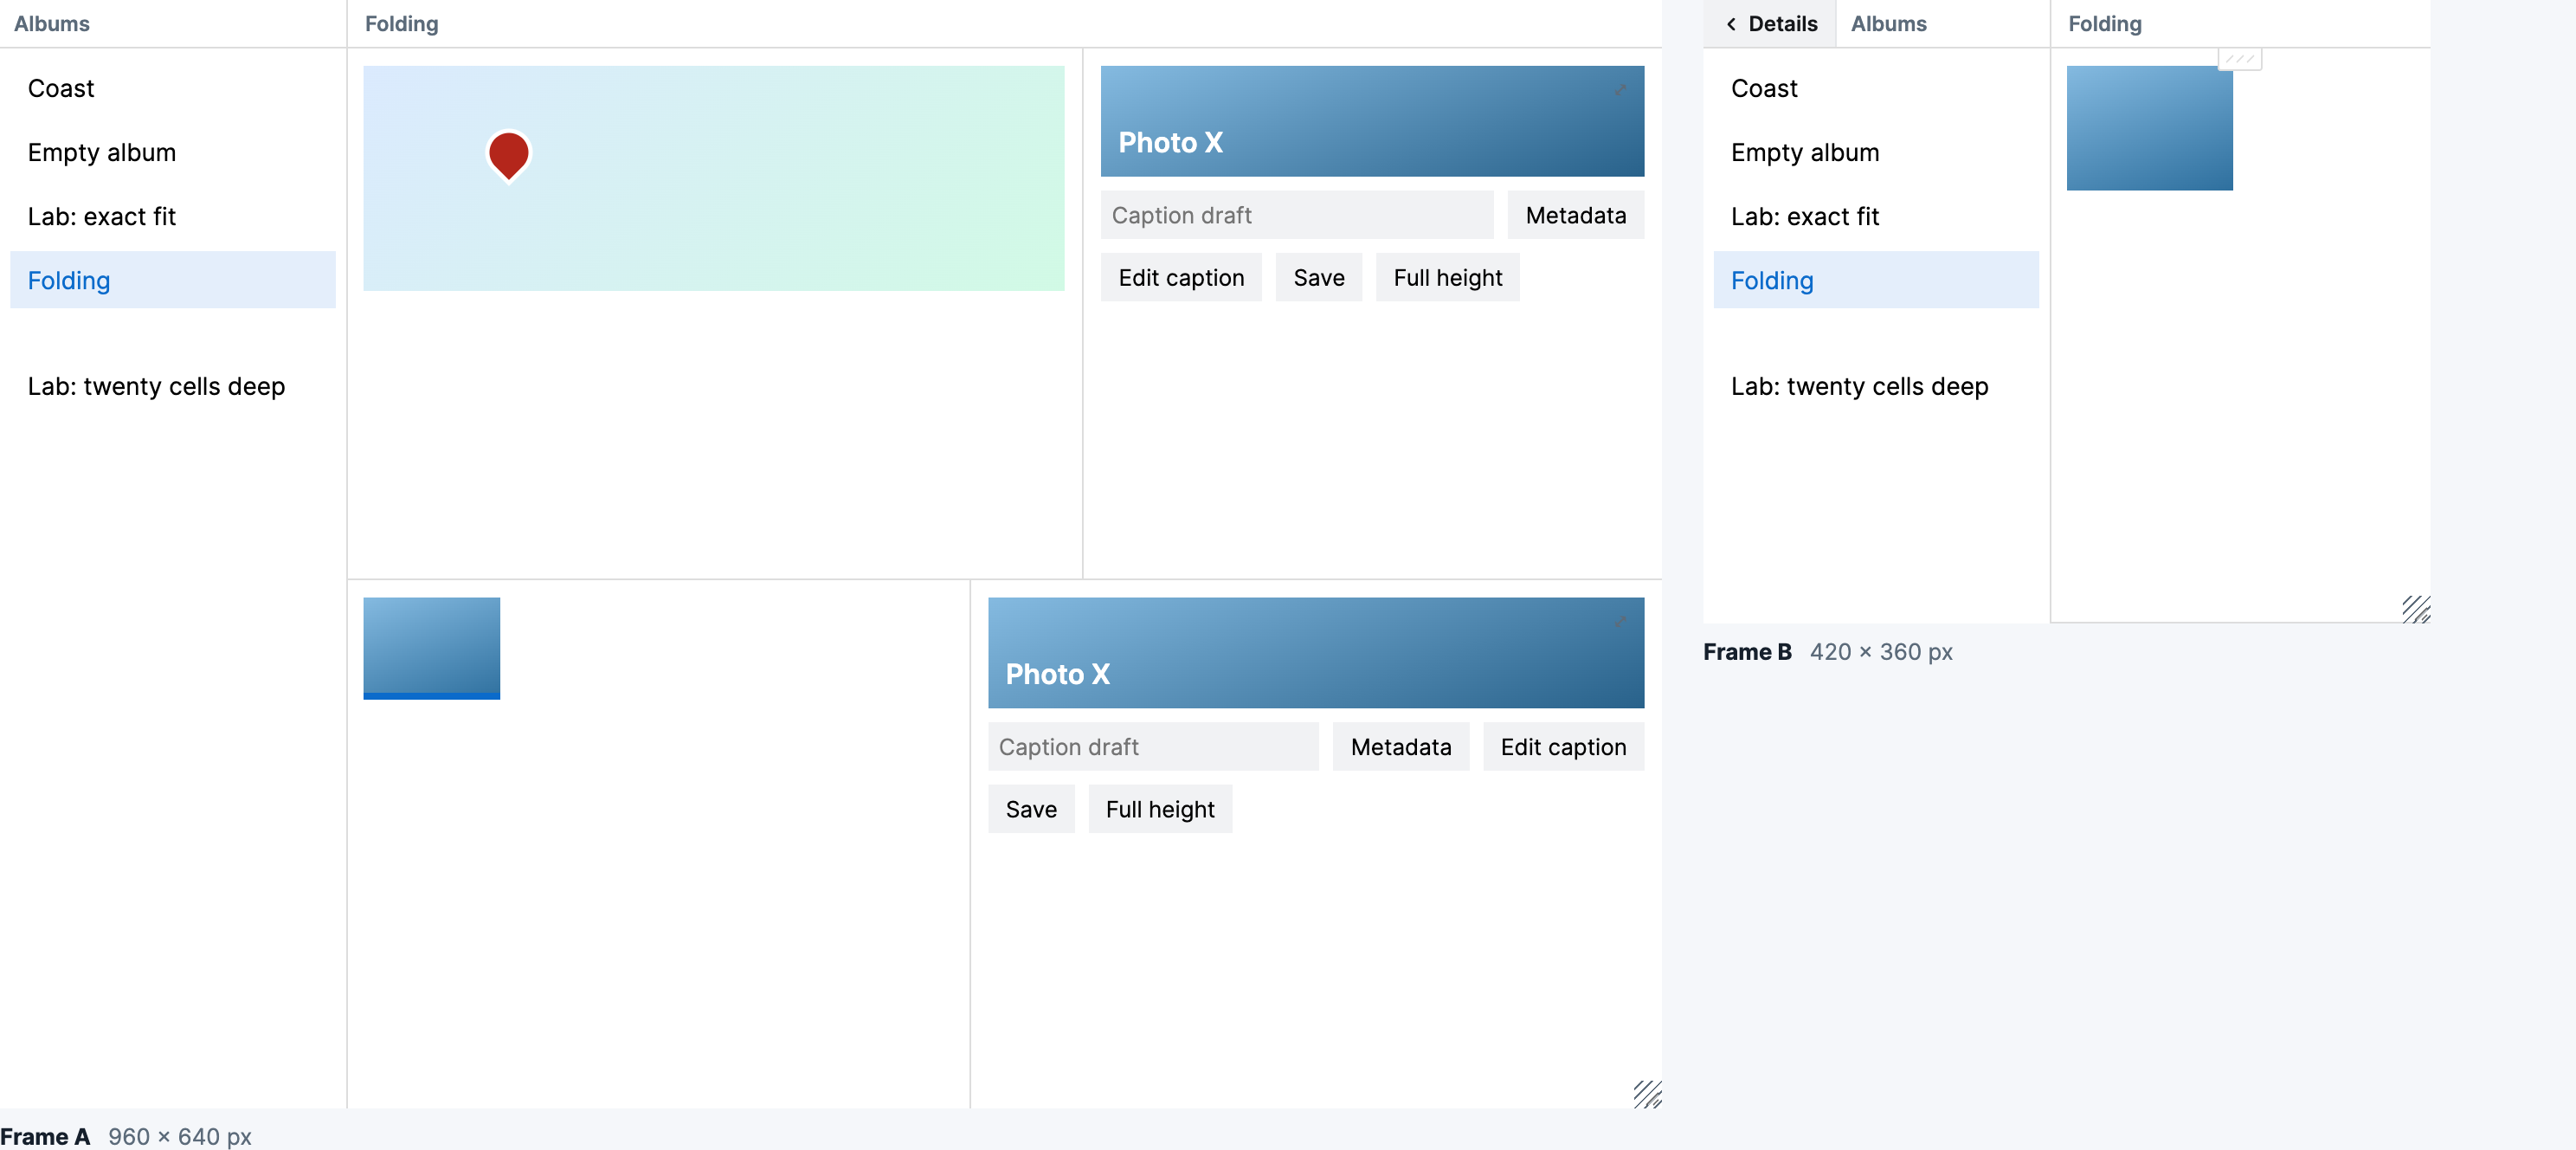 Albums
Folding
Coast
Empty album
Lab: exact fit
Folding
Lab: twenty cells deep
Photo X
Caption draft
Metadata
Edit caption
Save
Full height
Photo X
Caption draft
Metadata
Edit caption
Save
Full height
Frame A 960 × 640 px
Details
Albums
Folding
Coast
Empty album
Lab: exact fit
Folding
Lab: twenty cells deep
Frame B 420 × 360 px